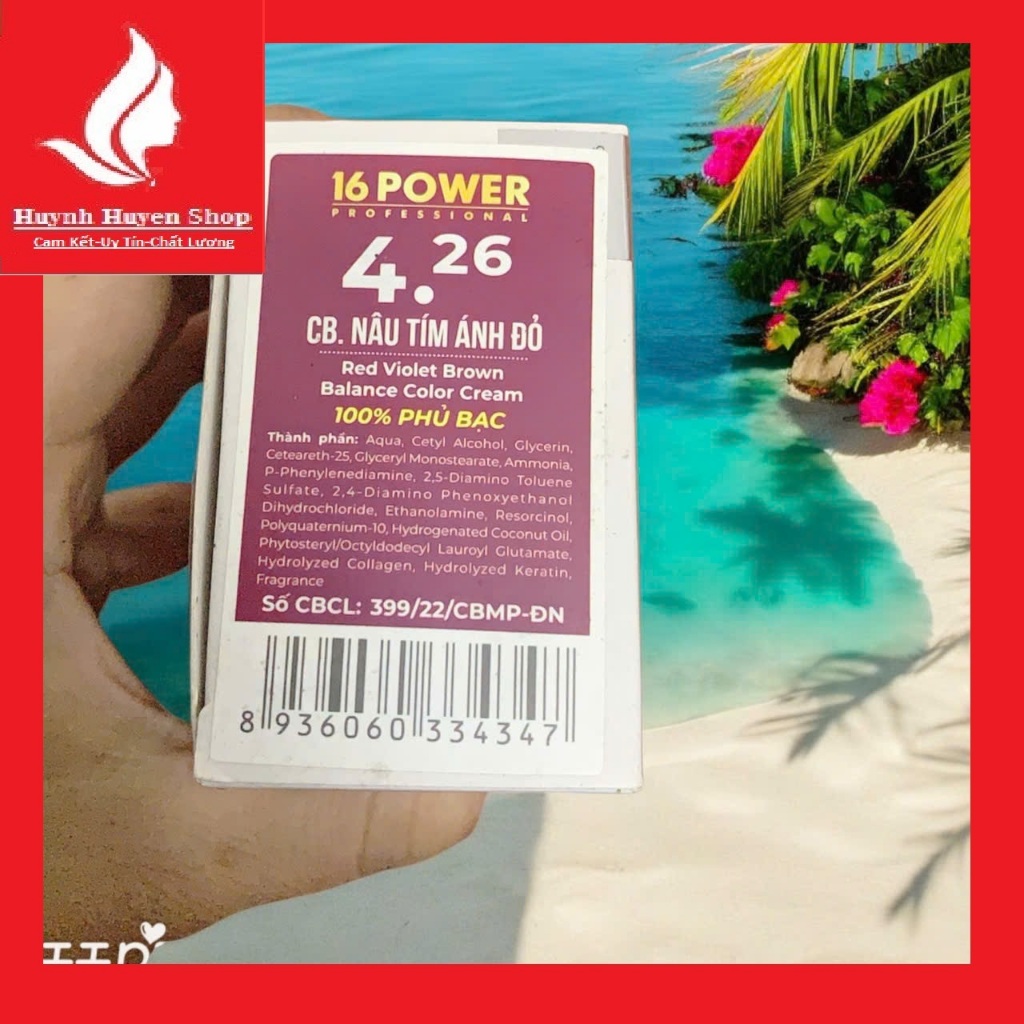 Huynh Huyen Shop
Cam Kết-Uy Tín-Chất Lượng
16 POWER
PROFESSIONAL
4.26
CB. NÂU TÍM ÁNH ĐỎ
Red Violet Brown
Balance Color Cream
100% PHỦ BẠC
Thành phần: Aqua, Cetyl Alcohol, Glycerin,
Ceteareth-25, Glyceryl Monostearate, Ammonia,
P-Phenylenediamine, 2,5-Diamino Toluene
Sulfate, 2,4-Diamino Phenoxyethanol
Dihydrochloride, Ethanolamine, Resorcinol,
Polyquaternium-10, Hydrogenated Coconut Oil,
Phytosteryl/Octyldodecyl Lauroyl Glutamate,
Hydrolyzed Collagen, Hydrolyzed Keratin,
Fragrance
Số CBCL: 399/22/CBMP-ĐN
8 936060 334347